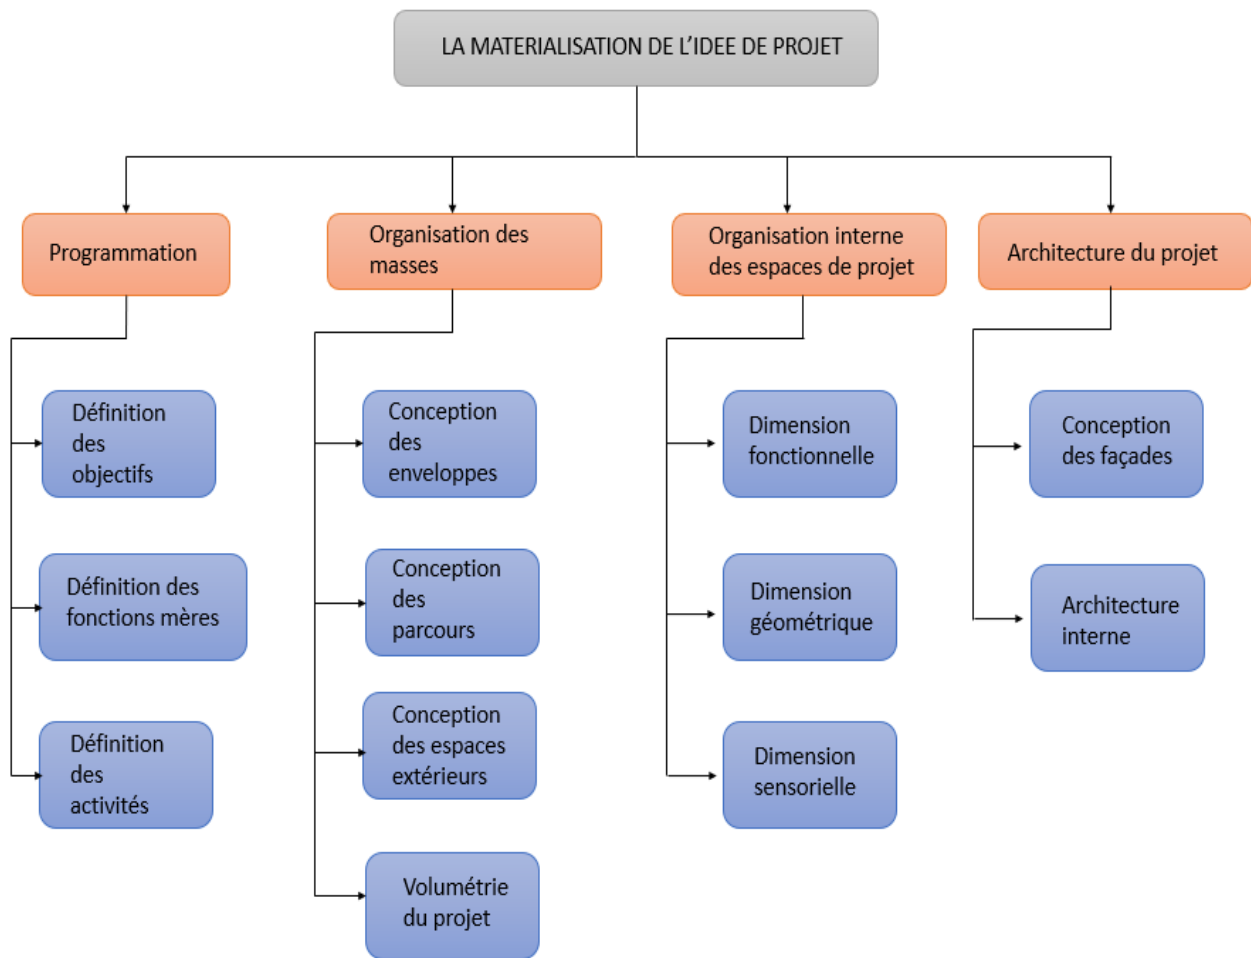 LA MATERIALISATION DE L'IDEE DE PROJET
Programmation
Organisation des
masses
Organisation interne
des espaces de projet
Architecture du projet
Définition
des
objectifs
Définition des
fonctions mères
Définition
des
activités
Conception
des
enveloppes
Conception
des
parcours
Conception
des espaces
extérieurs
Volumétrie
du projet
Dimension
fonctionnelle
Dimension
géométrique
Dimension
sensorielle
Conception
des façades
Architecture
interne